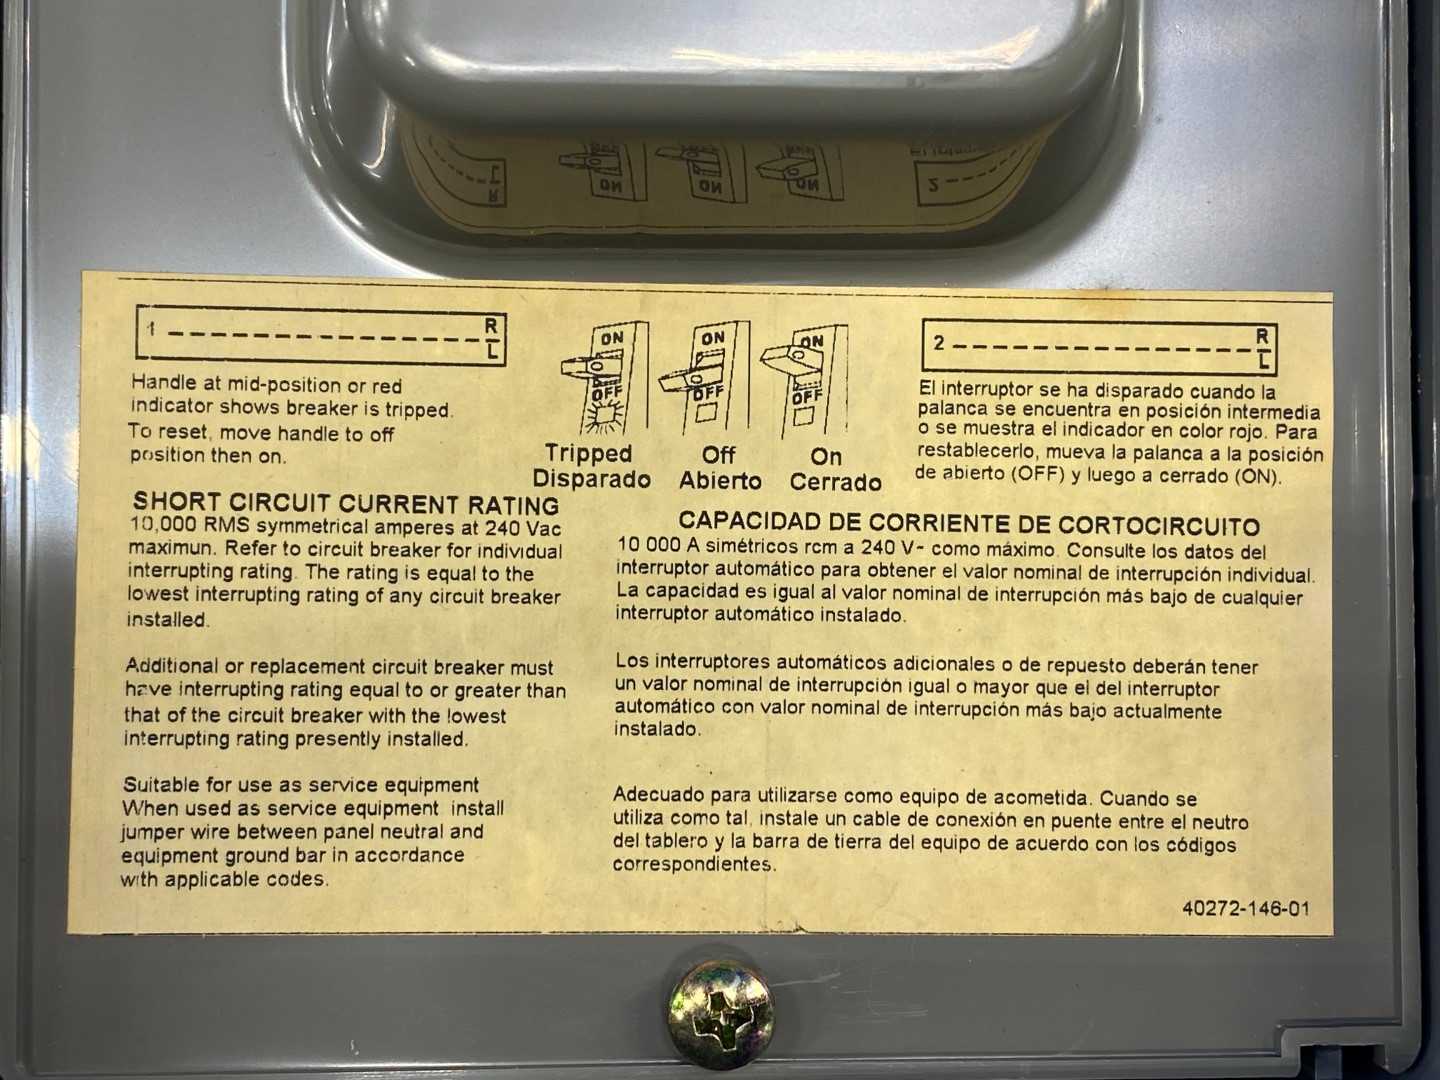 1 R
L
Handle at mid-position or red
indicator shows breaker is tripped.
To reset, move handle to off
position then on.
ON
OFF
Tripped
Disparado
ON
OFF
Off
Abierto
ON
OFF
On
Cerrado
2 R
L
El interruptor se ha disparado cuando la
palanca se encuentra en posición intermedia
o se muestra el indicador en color rojo. Para
restablecerlo, mueva la palanca a la posición
de abierto (OFF) y luego a cerrado (ON).
SHORT CIRCUIT CURRENT RATING
10,000 RMS symmetrical amperes at 240 Vac
maximun. Refer to circuit breaker for individual
interrupting rating. The rating is equal to the
lowest interrupting rating of any circuit breaker
installed.
Additional or replacement circuit breaker must
have interrupting rating equal to or greater than
that of the circuit breaker with the lowest
interrupting rating presently installed.
Suitable for use as service equipment
When used as service equipment install
jumper wire between panel neutral and
equipment ground bar in accordance
with applicable codes.
CAPACIDAD DE CORRIENTE DE CORTOCIRCUITO
10 000 A simétricos rcm a 240 V~ como máximo. Consulte los datos del
interruptor automático para obtener el valor nominal de interrupción individual.
La capacidad es igual al valor nominal de interrupción más bajo de cualquier
interruptor automático instalado.
Los interruptores automáticos adicionales o de repuesto deberán tener
un valor nominal de interrupción igual o mayor que el del interruptor
automático con valor nominal de interrupción más bajo actualmente
instalado.
Adecuado para utilizarse como equipo de acometida. Cuando se
utiliza como tal, instale un cable de conexión en puente entre el neutro
del tablero y la barra de tierra del equipo de acuerdo con los códigos
correspondientes.
40272-146-01